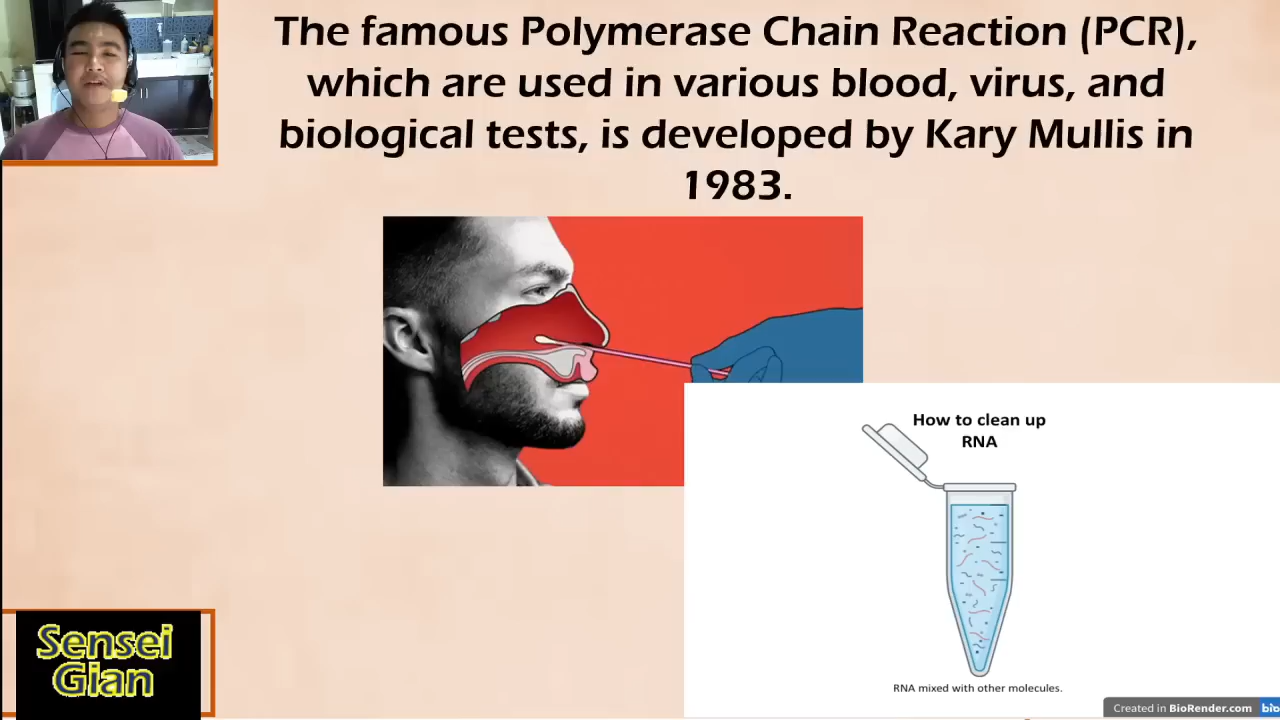 The famous Polymerase Chain Reaction (PCR),
which are used in various blood, virus, and
biological tests, is developed by Kary Mullis in
1983.
How to clean up
RNA
RNA mixed with other molecules.
Sensei
Gian
Created in BioRender.com bio